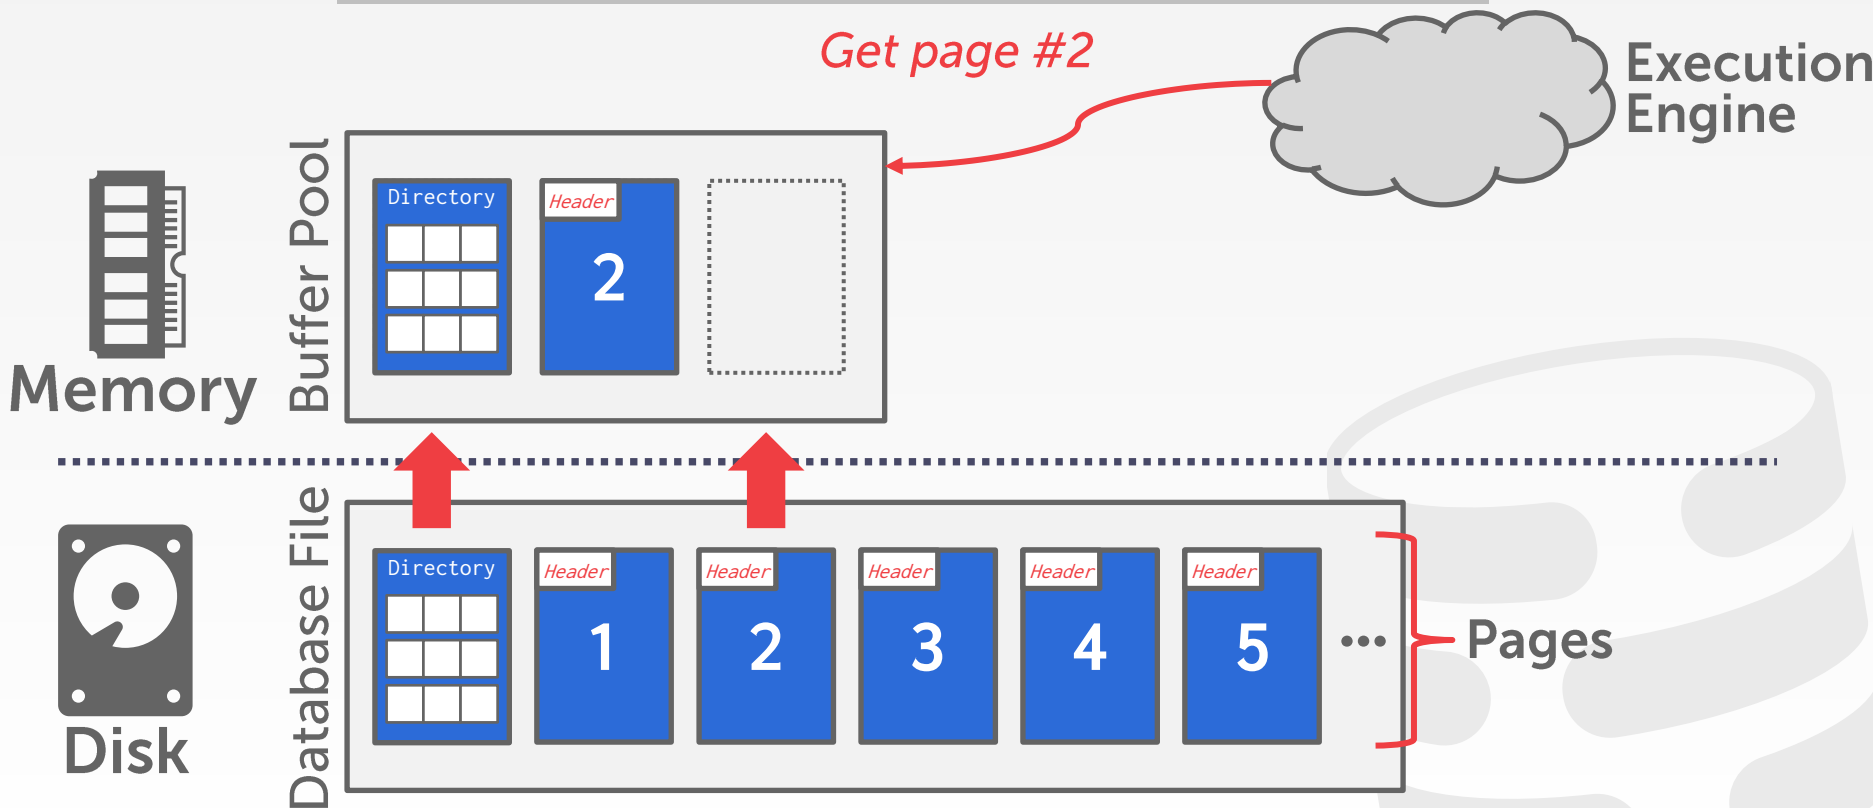 Get page #2
Execution
Engine
Buffer Pool
Directory
Header
2
Memory
Database File
Directory
Header
1
Header
2
Header
3
Header
4
Header
5
...
Pages
Disk